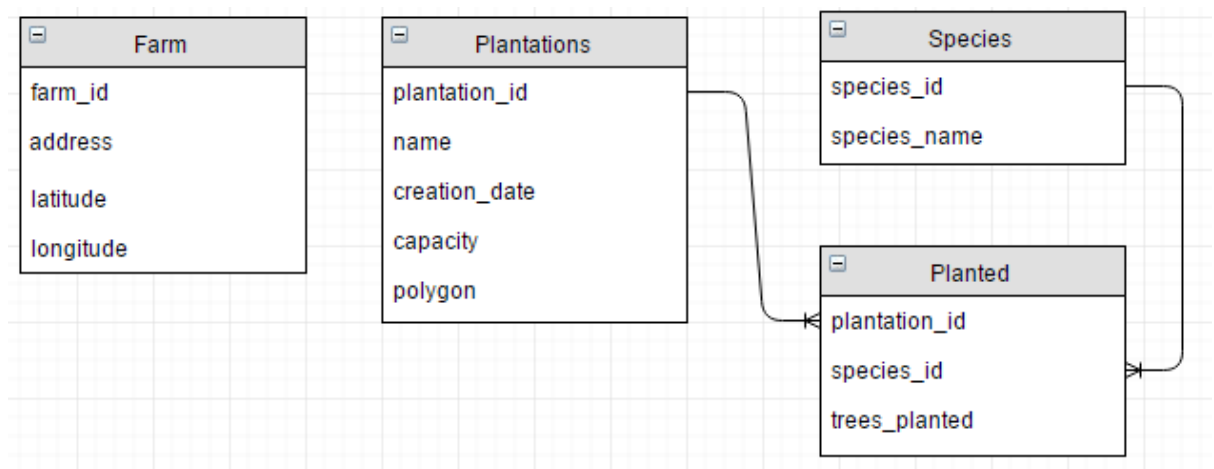 Farm
farm_id
address
latitude
longitude
Plantations
plantation_id
name
creation_date
capacity
polygon
Species
species_id
species_name
Planted
plantation_id
species_id
trees_planted